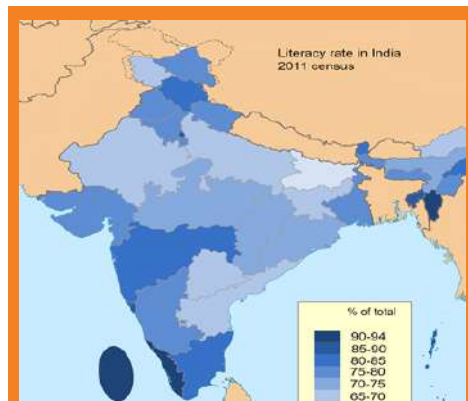 Literacy rate in India
2011 census
% of total
90-94
85-90
80-85
75-80
70-75
65-70